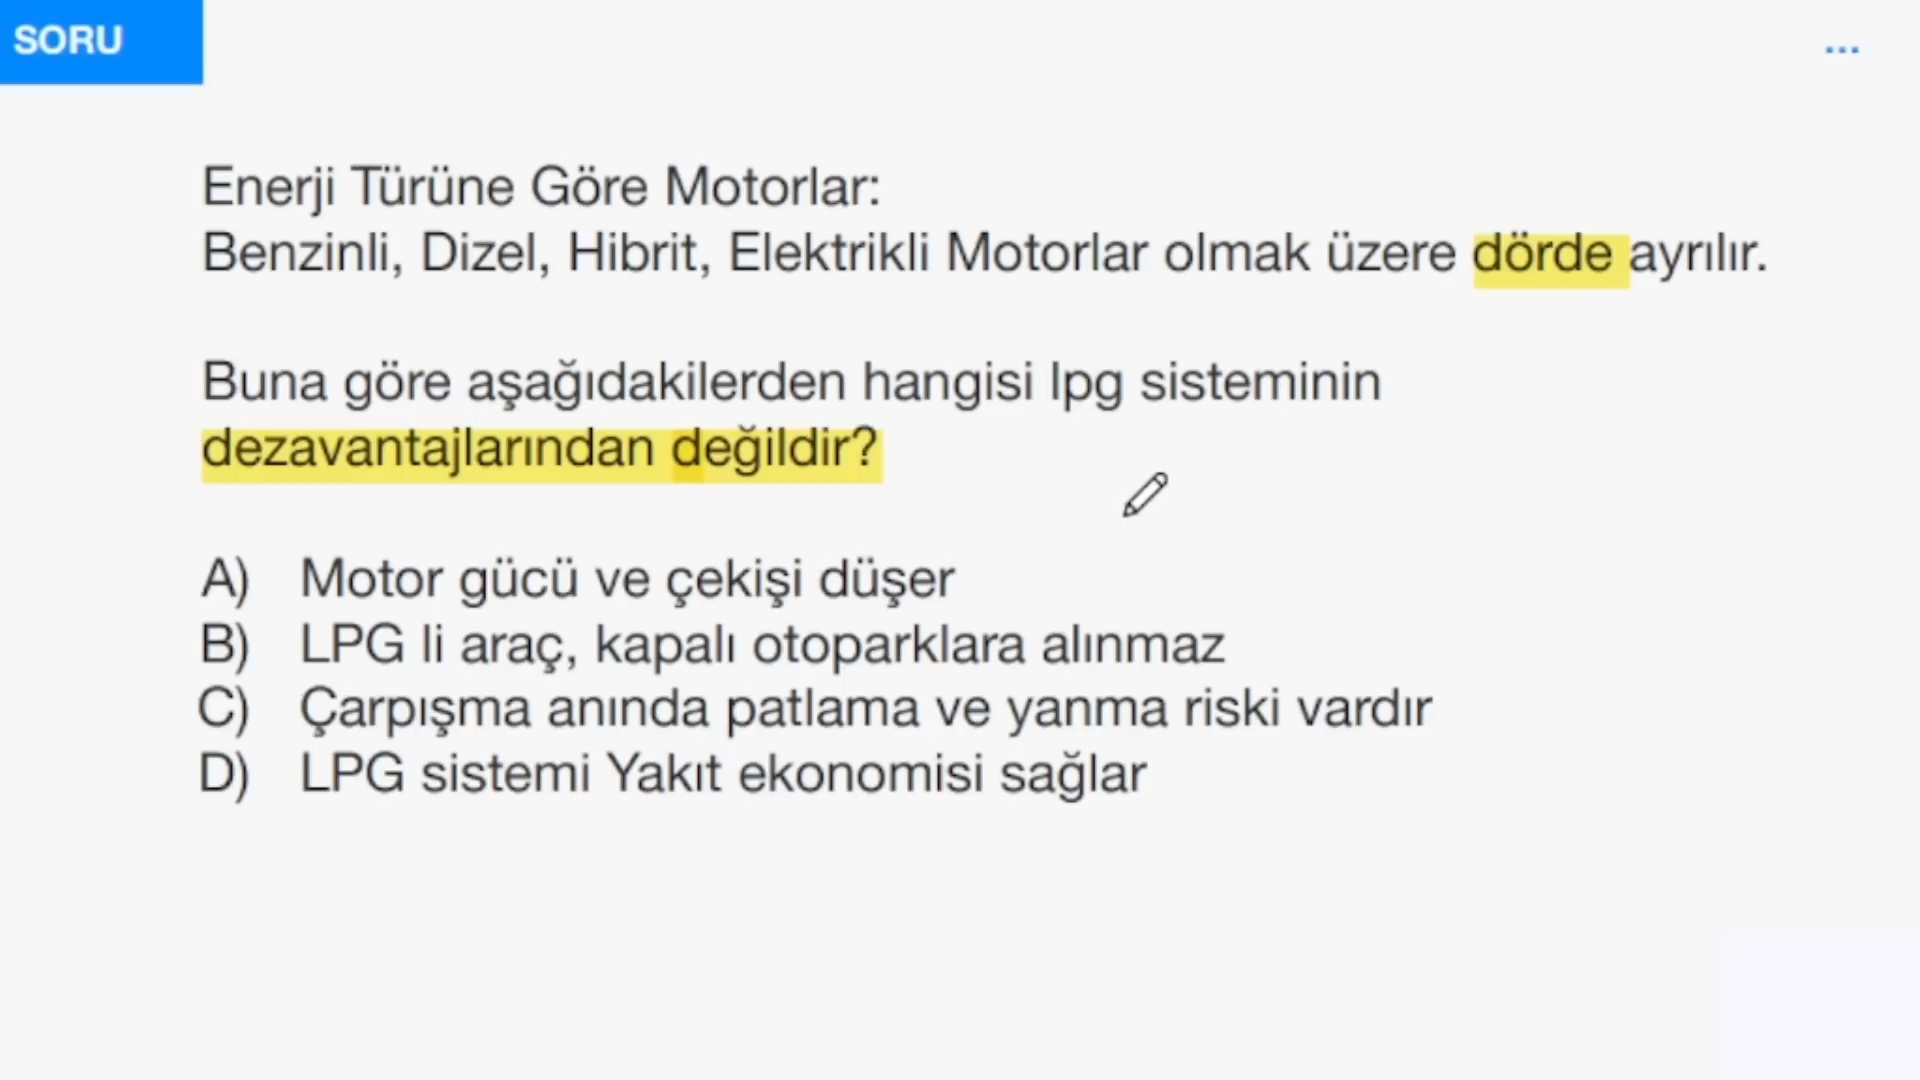 SORU
...
Enerji Türüne Göre Motorlar:
Benzinli, Dizel, Hibrit, Elektrikli Motorlar olmak üzere dörde ayrılır.
Buna göre aşağıdakilerden hangisi lpg sisteminin
dezavantajlarından değildir?
A) Motor gücü ve çekişi düşer
B) LPG li araç, kapalı otoparklara alınmaz
C) Çarpışma anında patlama ve yanma riski vardır
D) LPG sistemi Yakıt ekonomisi sağlar